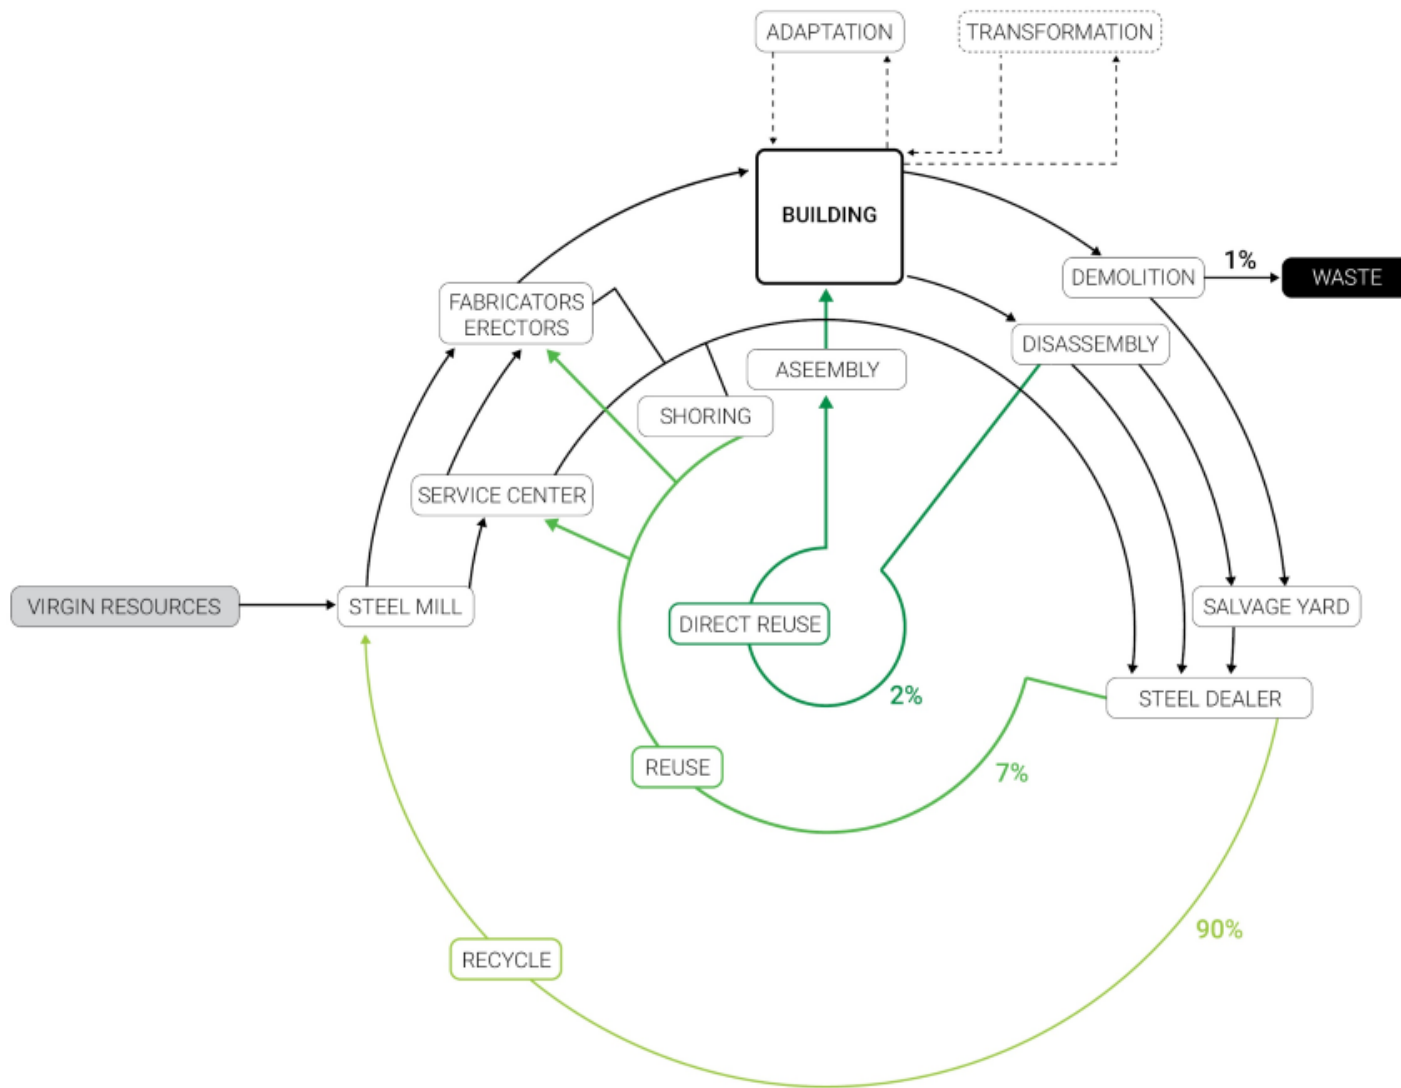 ADAPTATION
TRANSFORMATION
BUILDING
DEMOLITION
1%
WASTE
FABRICATORS
ERECTORS
DISASSEMBLY
ASEEMBLY
SHORING
SERVICE CENTER
VIRGIN RESOURCES
STEEL MILL
DIRECT REUSE
SALVAGE YARD
2%
STEEL DEALER
REUSE
7%
90%
RECYCLE